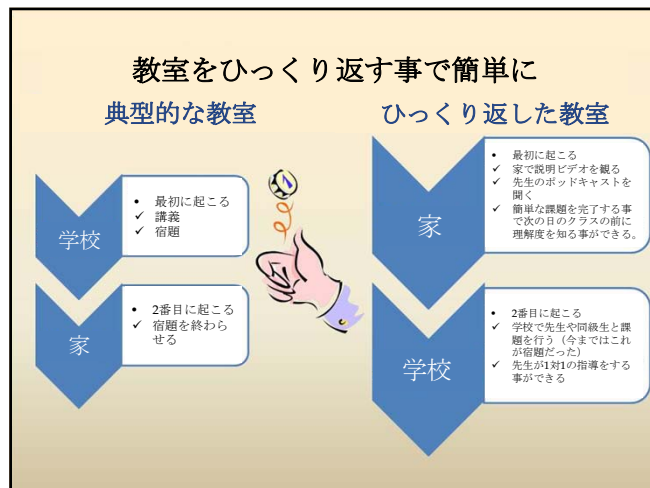 教室をひっくり返す事で簡単に
典型的な教室
学校
• 最初に起こる
✓ 講義
✓ 宿題
家
• 2番目に起こる
✓ 宿題を終わら
せる
ひっくり返した教室
家
• 最初に起こる
✓ 家で説明ビデオを観る
✓ 先生のポッドキャストを
聞く
✓ 簡単な課題を完了する事
で次の日のクラスの前に
理解度を知る事ができる。
学校
• 2番目に起こる
✓ 学校で先生や同級生と課
題を行う（今まではこれ
が宿題だった）
✓ 先生が1対1の指導をする
事ができる